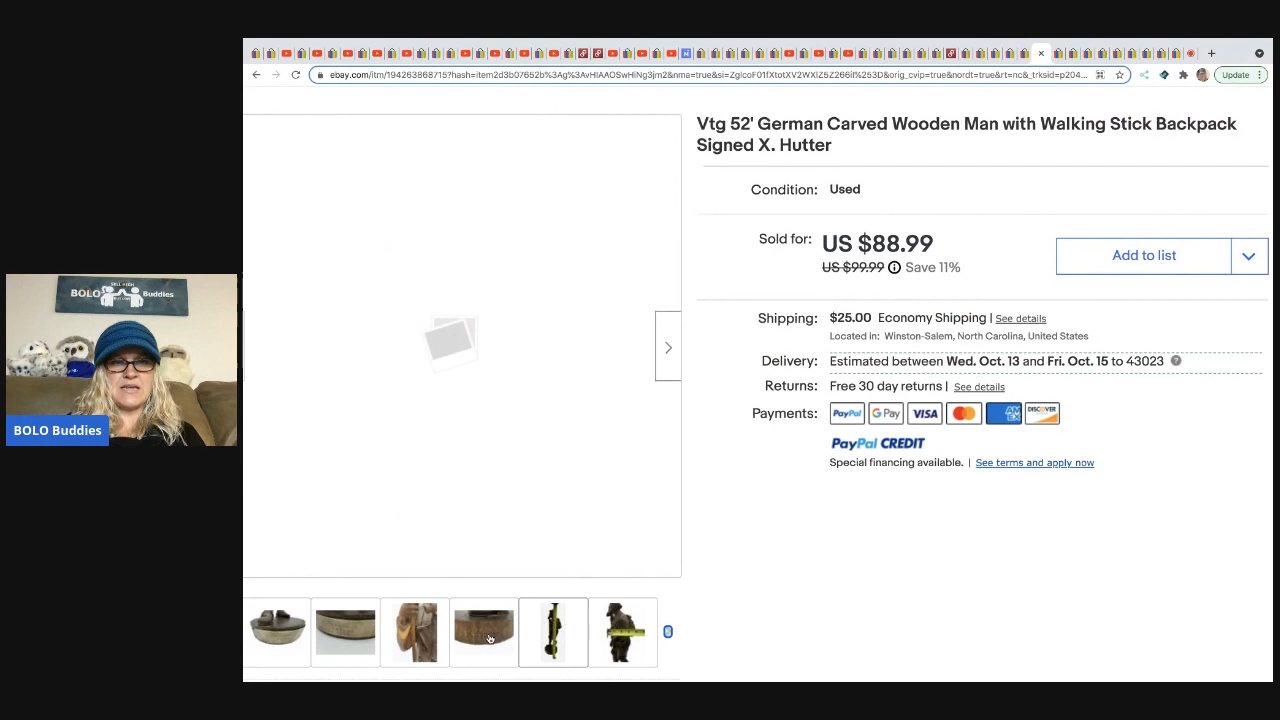 ebay.com/itm/194263868715?hash=item2d3b07652b%3Ag%3AvHIAAOSwHiNg3jm2&nma=true&si=ZgIcoF01fXtotXV2WXIZ5Z266iI%253D&orig_cvip=true&nordt=true&rt=nc&_trksid=p204...
Update
Vtg 52' German Carved Wooden Man with Walking Stick Backpack
Signed X. Hutter
Condition: Used
Sold for: US $88.99
US $99.99 Save 11%
Add to list
Shipping: $25.00 Economy Shipping | See details
Located in: Winston-Salem, North Carolina, United States
Delivery: Estimated between Wed. Oct. 13 and Fri. Oct. 15 to 43023
Returns: Free 30 day returns | See details
Payments: PayPal G Pay VISA AM EX DISCOVER
PayPal CREDIT
Special financing available. | See terms and apply now
BOLO Buddies
BOLO Buddies